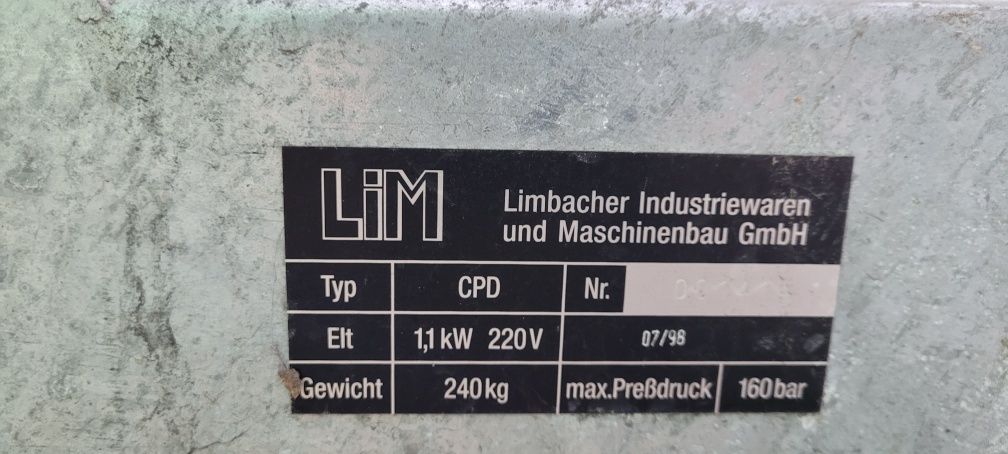 LiM
Limbacher Industriewaren
und Maschinenbau GmbH
Typ CPD Nr.
Elt 1,1 kW 220 V 07/98
Gewicht 240 kg max.Preßdruck 160 bar